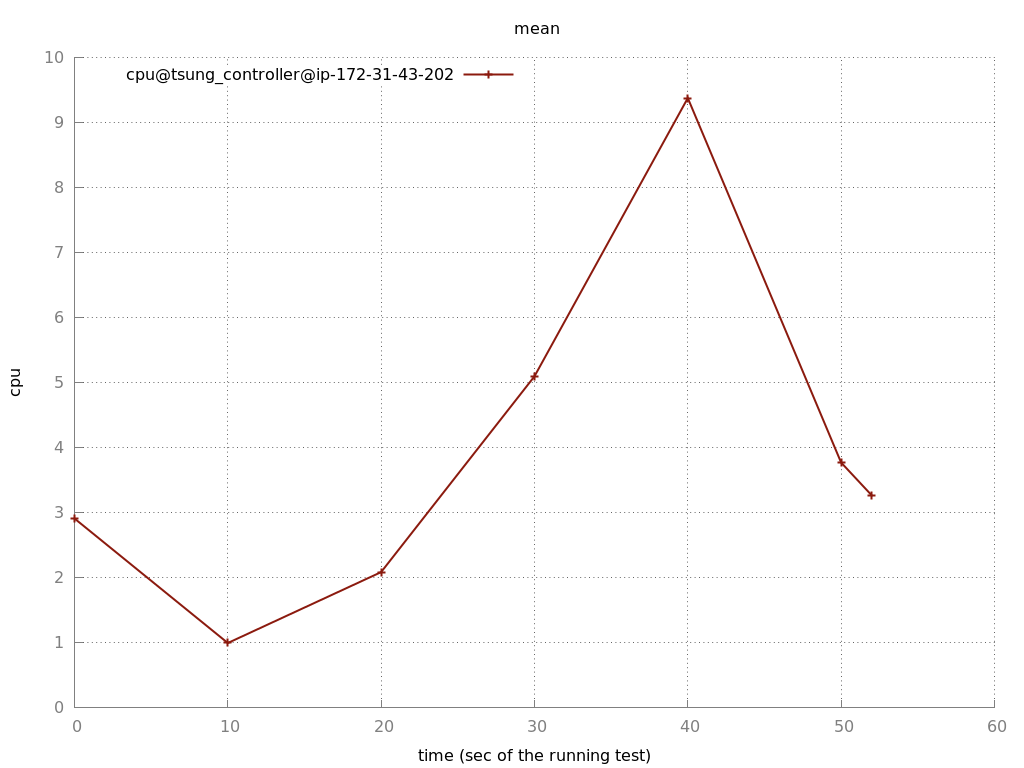 mean
cpu@tsung_controller@ip-172-31-43-202
10
9
8
7
6
5
4
3
2
1
0
cpu
0 10 20 30 40 50 60
time (sec of the running test)